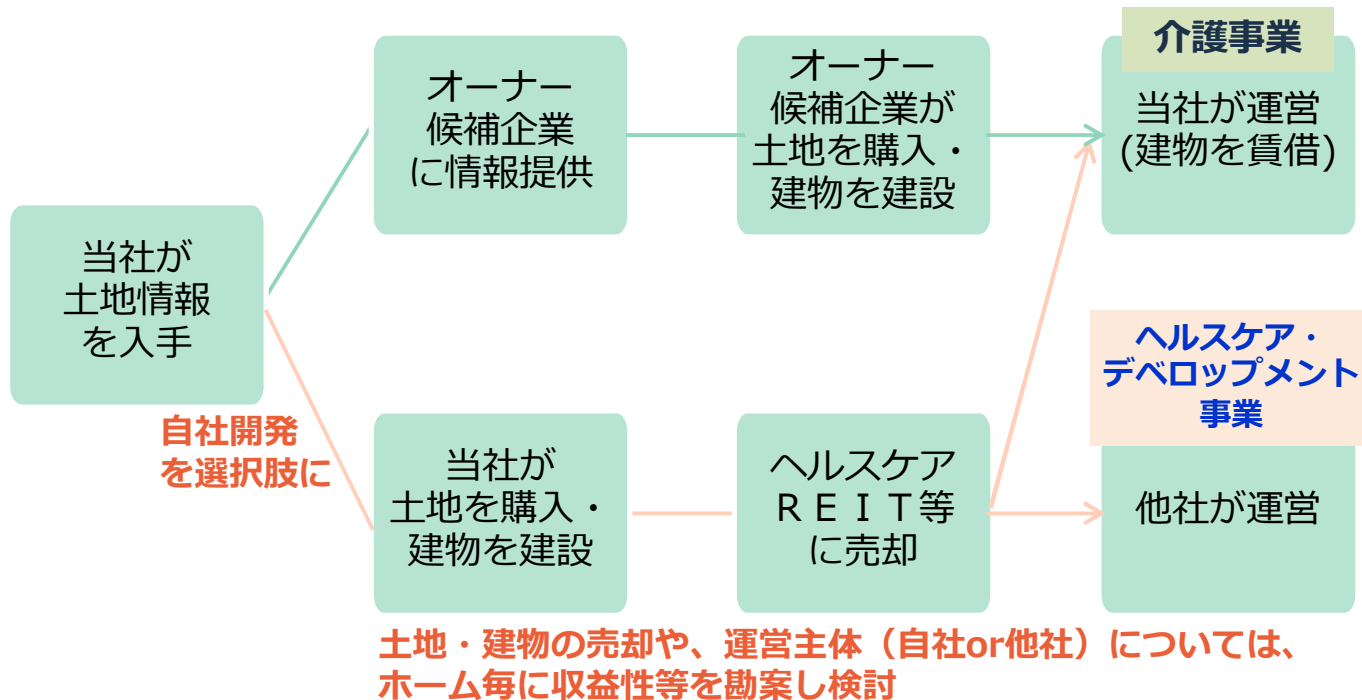 当社が
土地情報
を入手
オーナー
候補企業
に情報提供
オーナー
候補企業が
土地を購入・
建物を建設
介護事業
当社が運営
(建物を賃借)
自社開発
を選択肢に
当社が
土地を購入・
建物を建設
ヘルスケア
ＲＥＩＴ等
に売却
ヘルスケア・
デベロップメント
事業
他社が運営
土地・建物の売却や、運営主体（自社or他社）については、
ホーム毎に収益性等を勘案し検討